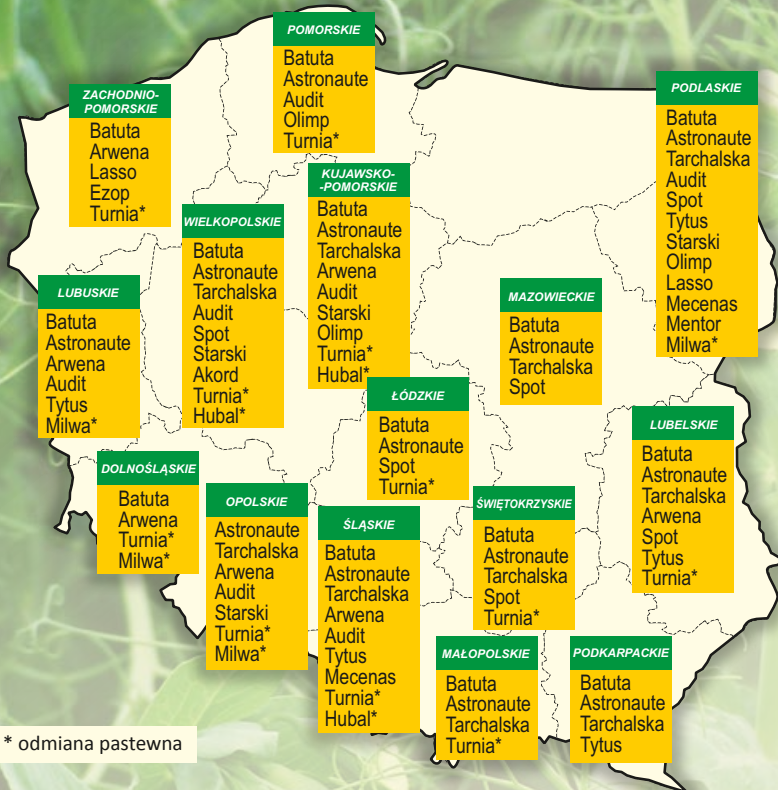 POMORSKIE
Batuta
Astronaute
Audit
Olimp
Turnia*
ZACHODNIO-
POMORSKIE
Batuta
Arwena
Lasso
Ezop
Turnia*
PODLASKIE
Batuta
Astronaute
Tarchalska
Audit
Spot
Tytus
Starski
Olimp
Lasso
Mecenas
Mentor
Milwa*
KUJAWSKO-
-POMORSKIE
Batuta
Astronaute
Tarchalska
Arwena
Audit
Starski
Olimp
Turnia*
Hubal*
WIELKOPOLSKIE
Batuta
Astronaute
Tarchalska
Audit
Spot
Starski
Akord
Turnia*
Hubal*
LUBUSKIE
Batuta
Astronaute
Arwena
Audit
Tytus
Milwa*
MAZOWIECKIE
Batuta
Astronaute
Tarchalska
Spot
ŁÓDZKIE
Batuta
Astronaute
Spot
Turnia*
LUBELSKIE
Batuta
Astronaute
Tarchalska
Arwena
Spot
Tytus
Turnia*
DOLNOŚLĄSKIE
Batuta
Arwena
Turnia*
Milwa*
OPOLSKIE
Astronaute
Tarchalska
Arwena
Audit
Starski
Turnia*
Milwa*
ŚLĄSKIE
Batuta
Astronaute
Tarchalska
Arwena
Audit
Tytus
Mecenas
Turnia*
Hubal*
ŚWIĘTOKRZYSKIE
Batuta
Astronaute
Tarchalska
Spot
Turnia*
MAŁOPOLSKIE
Batuta
Astronaute
Tarchalska
Turnia*
PODKARPACKIE
Batuta
Astronaute
Tarchalska
Tytus
* odmiana pastewna